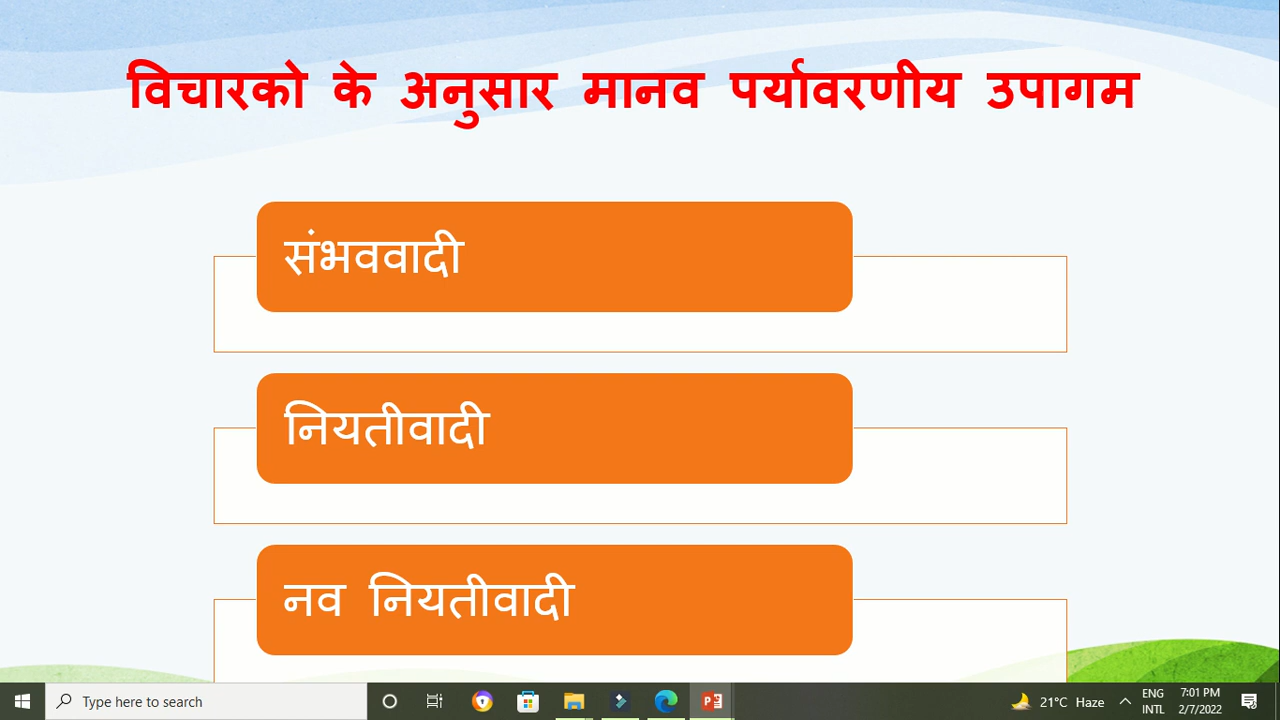 विचारको के अनुसार मानव पर्यावरणीय उपागम
संभववादी
नियतीवादी
नव नियतीवादी
Type here to search
21°C Haze
ENG
INTL
7:01 PM
2/7/2022